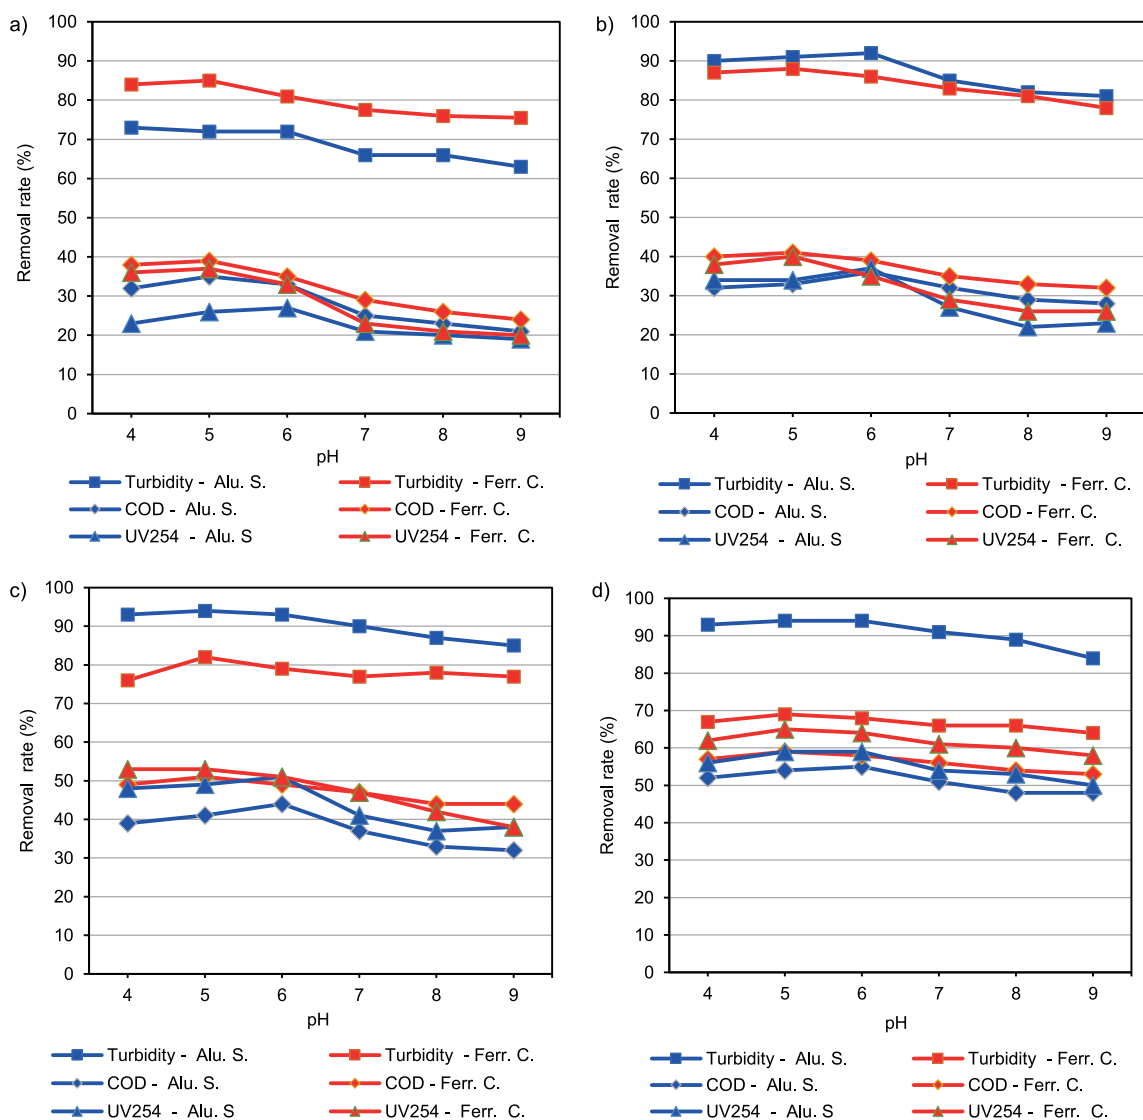 a)
100
90
80
70
60
50
40
30
20
10
0
Removal rate (%)
4 5 6 7 8 9
pH
Turbidity - Alu. S. Turbidity - Ferr. C.
COD - Alu. S. COD - Ferr. C.
UV254 - Alu. S UV254 - Ferr. C.
b)
100
90
80
70
60
50
40
30
20
10
0
Removal rate (%)
4 5 6 7 8 9
pH
Turbidity - Alu. S. Turbidity - Ferr. C.
COD - Alu. S. COD - Ferr. C.
UV254 - Alu. S UV254 - Ferr. C.
c)
100
90
80
70
60
50
40
30
20
10
0
Removal rate (%)
4 5 6 7 8 9
pH
Turbidity - Alu. S. Turbidity - Ferr. C.
COD - Alu. S. COD - Ferr. C.
UV254 - Alu. S UV254 - Ferr. C.
d)
100
90
80
70
60
50
40
30
20
10
0
Removal rate (%)
4 5 6 7 8 9
pH
Turbidity - Alu. S. Turbidity - Ferr. C.
COD - Alu. S. COD - Ferr. C.
UV254 - Alu. S UV254 - Ferr. C.